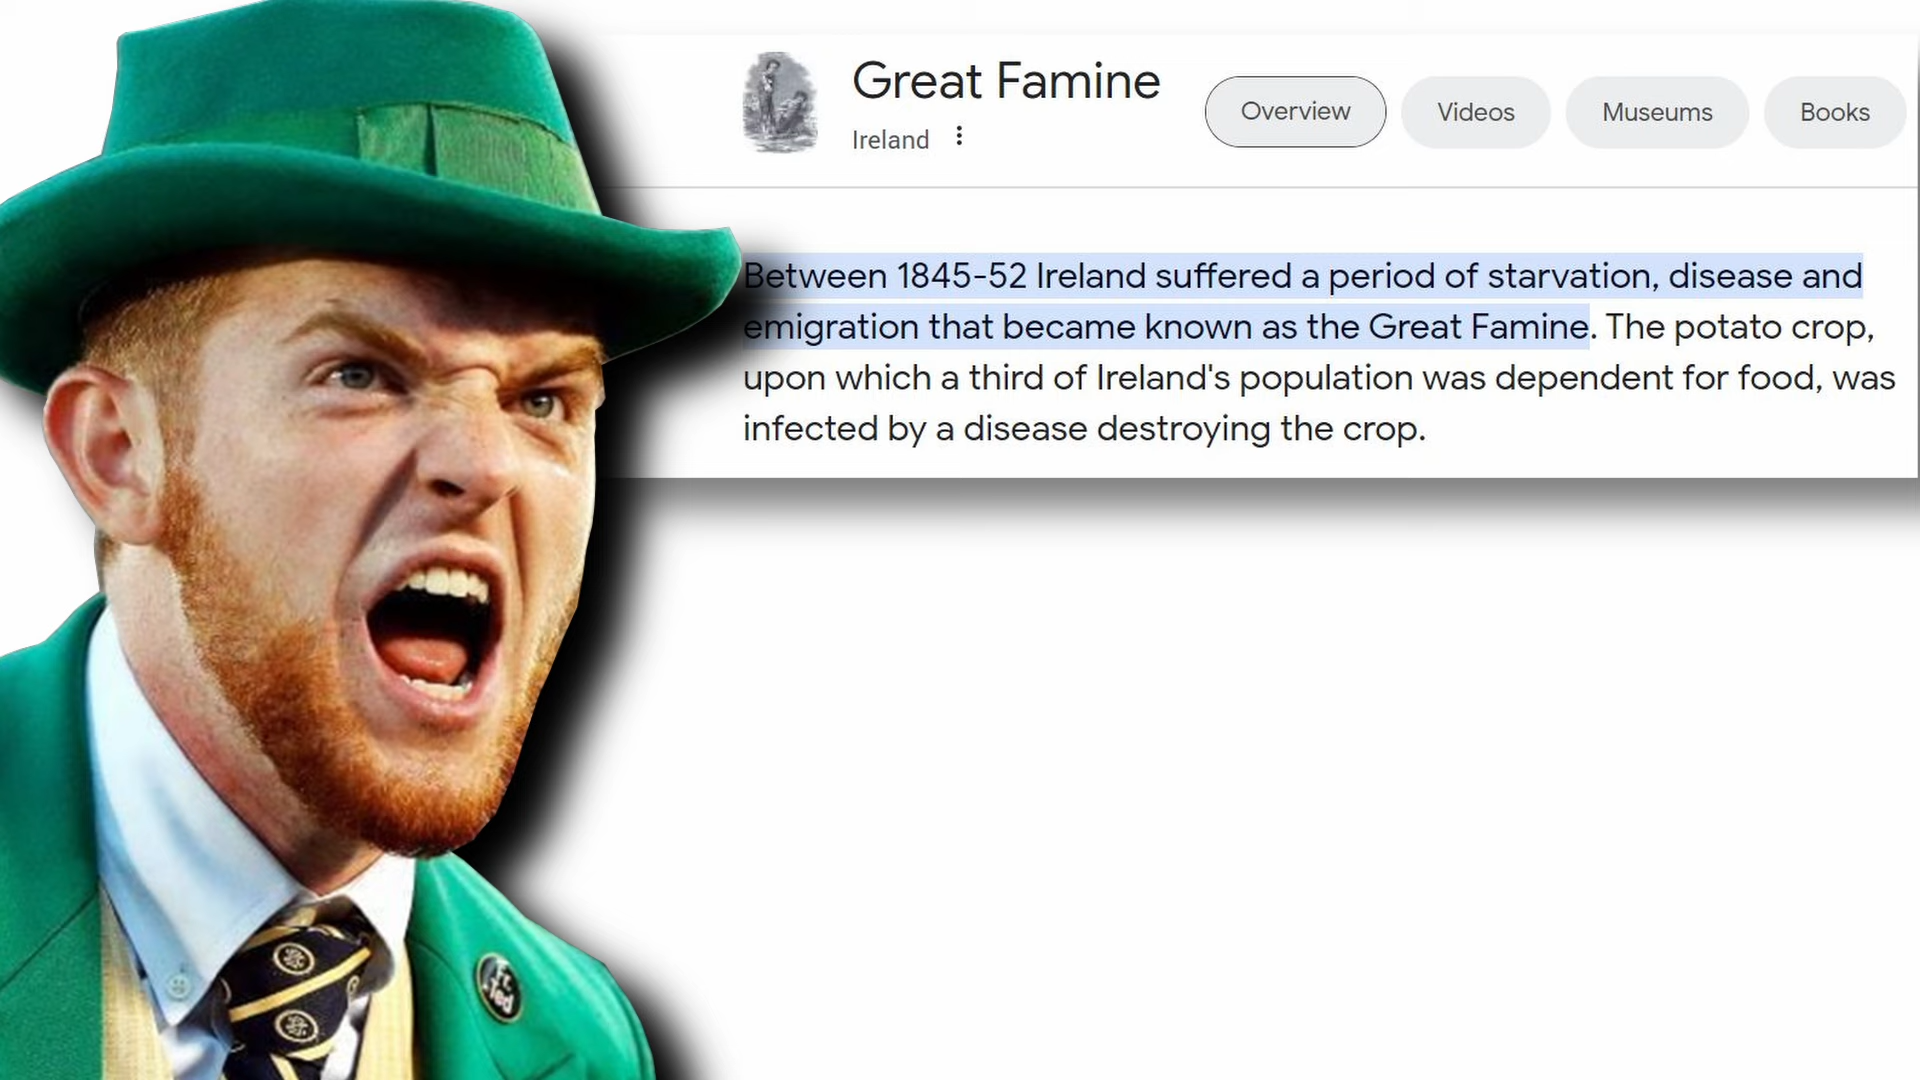 Great Famine
Ireland
Overview
Videos
Museums
Books
Between 1845-52 Ireland suffered a period of starvation, disease and
emigration that became known as the Great Famine. The potato crop,
upon which a third of Ireland's population was dependent for food, was
infected by a disease destroying the crop.
Fr.
Ted